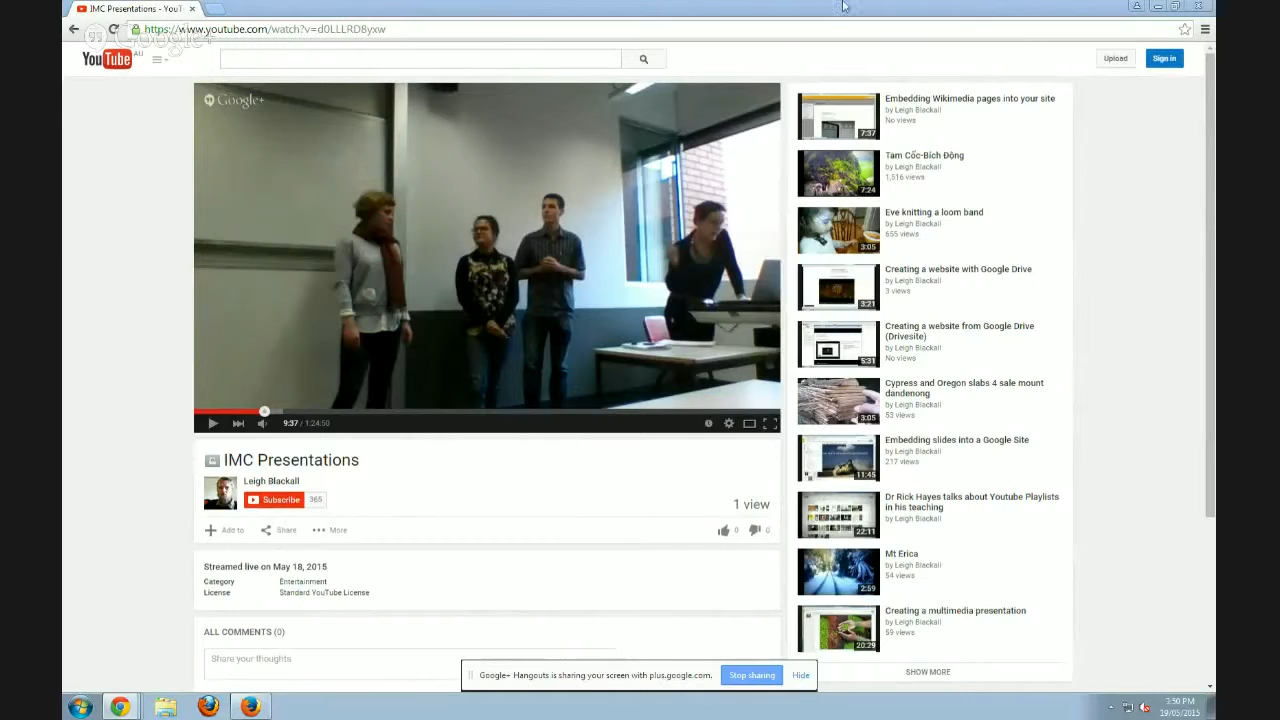 IMC Presentations - YouT
https://www.youtube.com/watch?v=d0LLLRD8yxw
Google+
YouTube AU
Upload
Sign in
Google+
9:37 / 1:24:50
IMC Presentations
Leigh Blackall
Subscribe 365
1 view
Add to Share More
0 0
Streamed live on May 18, 2015
Category Entertainment
License Standard YouTube License
ALL COMMENTS (0)
Share your thoughts
Embedding Wikimedia pages into your site
by Leigh Blackall
No views
7:37
Tam Cốc-Bích Động
by Leigh Blackall
1,516 views
7:24
Eve knitting a loom band
by Leigh Blackall
655 views
3:05
Creating a website with Google Drive
by Leigh Blackall
3 views
3:21
Creating a website from Google Drive
(Drivesite)
by Leigh Blackall
No views
5:31
Cypress and Oregon slabs 4 sale mount
dandenong
by Leigh Blackall
53 views
3:05
Embedding slides into a Google Site
by Leigh Blackall
217 views
11:45
Dr Rick Hayes talks about Youtube Playlists
in his teaching
by Leigh Blackall
22:11
Mt Erica
by Leigh Blackall
54 views
2:59
Creating a multimedia presentation
by Leigh Blackall
59 views
20:29
SHOW MORE
Google+ Hangouts is sharing your screen with plus.google.com.
Stop sharing
Hide
3:50 PM
19/05/2015